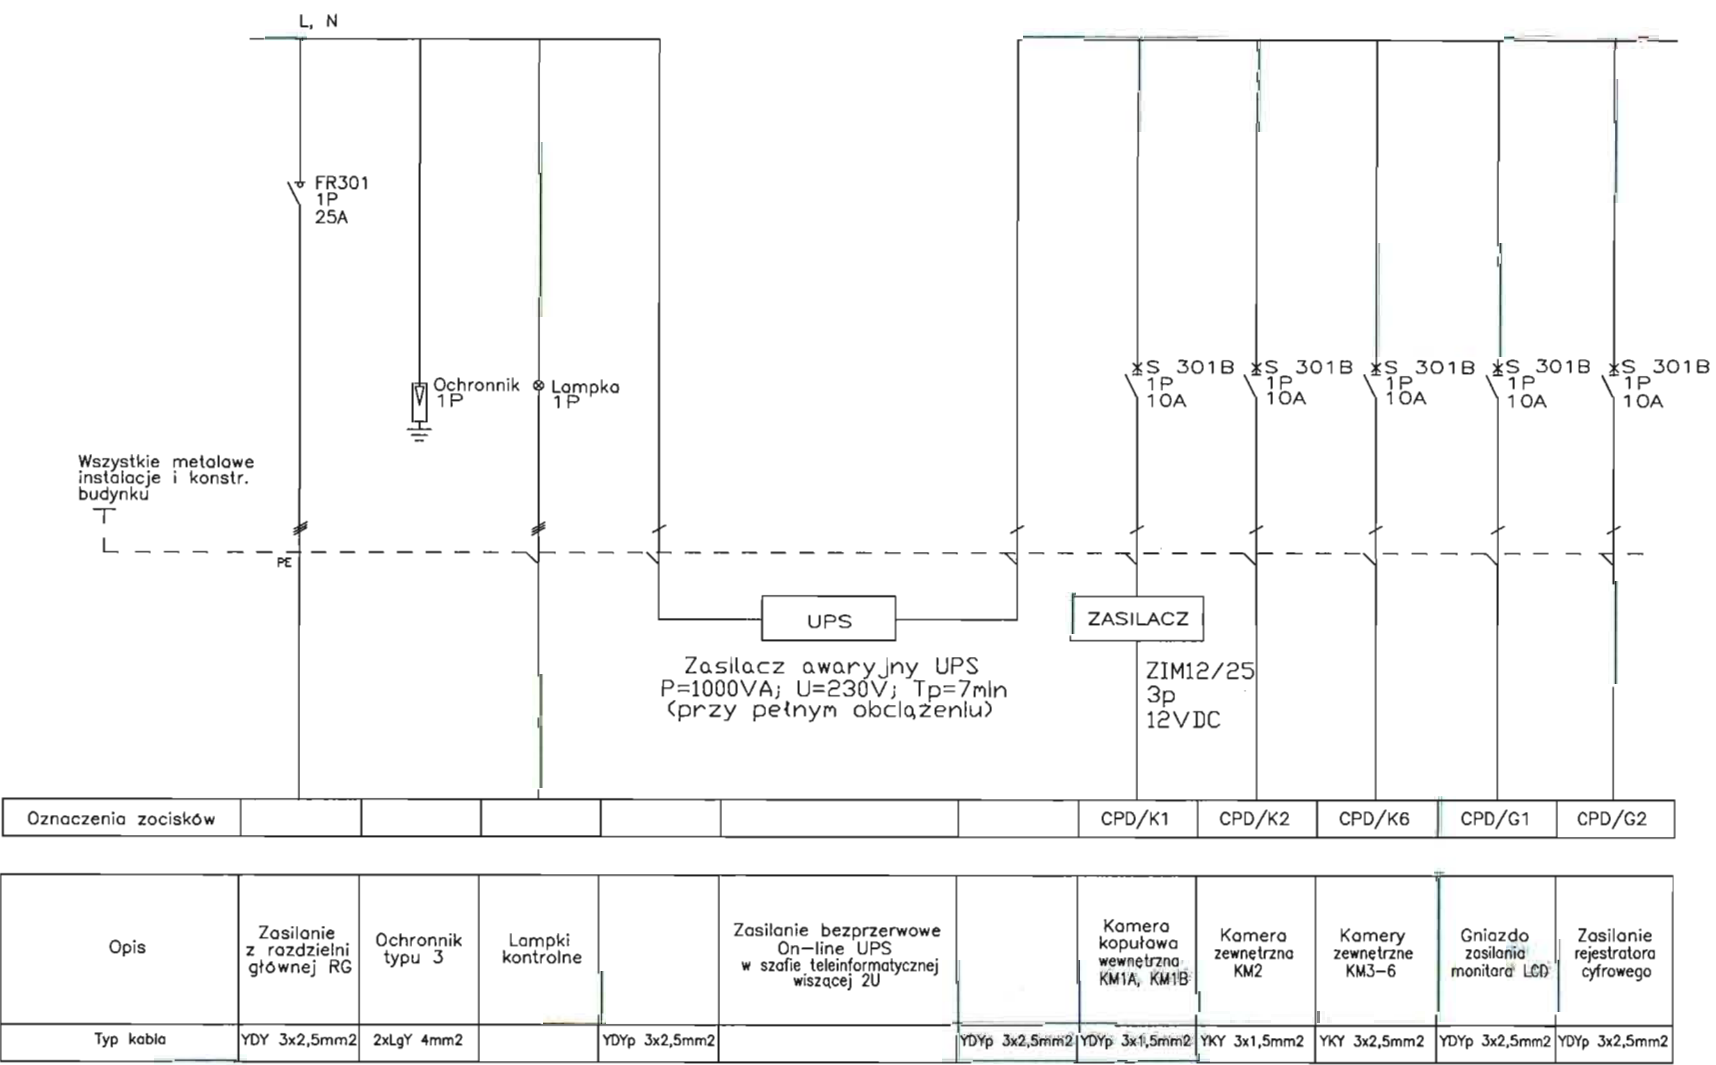 L, N
FR301
1P
25A
Ochronnik
1P
Lampka
1P
S 301B
1P
10A
S 301B
1P
10A
S 301B
1P
10A
S 301B
1P
10A
S 301B
1P
10A
Wszystkie metalowe
instalacje i konstr.
budynku
PE
UPS
Zasilacz awaryjny UPS
P=1000VA; U=230V; Tp=7min
(przy pełnym obciążeniu)
ZASILACZ
ZIM12/25
3p
12VDC
Oznaczenia zocisków
CPD/K1
CPD/K2
CPD/K6
CPD/G1
CPD/G2
Opis
Zasilanie
z rozdzielni
głównej RG
Ochronnik
typu 3
Lampki
kontrolne
Zasilanie bezprzerwowe
On-line UPS
w szafie teleinformatycznej
wiszącej 2U
Kamera
kopułowa
wewnętrzna
KM1A, KM1B
Kamera
zewnętrzna
KM2
Kamery
zewnętrzne
KM3-6
Gniazdo
zasilania
monitora LCD
Zasilanie
rejestratora
cyfrowego
Typ kabla
YDY 3x2,5mm2
2xLgY 4mm2
YDYp 3x2,5mm2
YDYp 3x2,5mm2
YDYp 3x1,5mm2
YKY 3x1,5mm2
YKY 3x2,5mm2
YDYp 3x2,5mm2
YDYp 3x2,5mm2